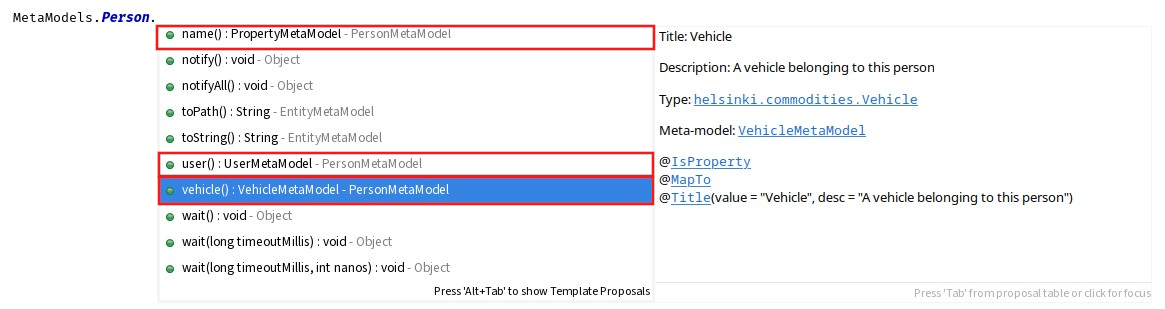 MetaModels.Person.
name() : PropertyMetaModel - PersonMetaModel
notify() : void - Object
notifyAll() : void - Object
toPath() : String - EntityMetaModel
toString() : String - EntityMetaModel
user() : UserMetaModel - PersonMetaModel
vehicle() : VehicleMetaModel - PersonMetaModel
wait() : void - Object
wait(long timeoutMillis) : void - Object
wait(long timeoutMillis, int nanos) : void - Object
Press 'Alt+Tab' to show Template Proposals
Title: Vehicle
Description: A vehicle belonging to this person
Type: helsinki.commodities.Vehicle
Meta-model: VehicleMetaModel
@IsProperty
@MapTo
@Title(value = "Vehicle", desc = "A vehicle belonging to this person")
Press 'Tab' from proposal table or click for focus